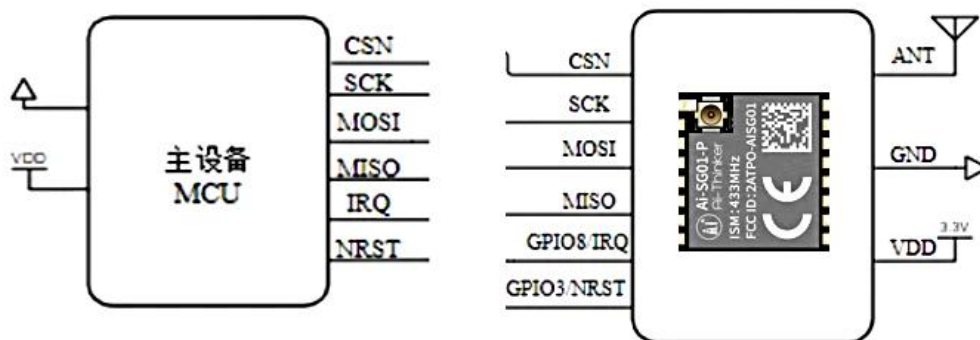 CSN
SCK
MOSI
MISO
IRQ
NRST
VDD
主设备
MCU
CSN
SCK
MOSI
MISO
GPIO8/IRQ
GPIO3/NRST
Ai-SG01-P
Ai-Thinker
ISM:433MHz
FCC ID:2ATPO-AISG01
Ai
CE
ANT
GND
3.3V
VDD